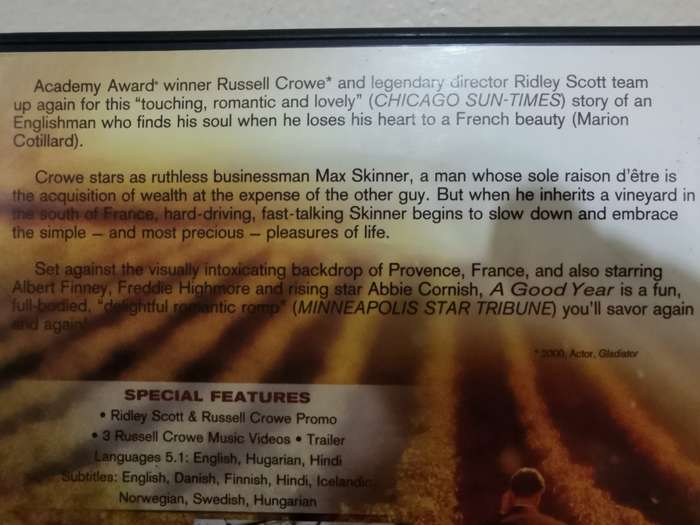 Academy Award* winner Russell Crowe* and legendary director Ridley Scott team
up again for this "touching, romantic and lovely" (CHICAGO SUN-TIMES) story of an
Englishman who finds his soul when he loses his heart to a French beauty (Marion
Cotillard).
Crowe stars as ruthless businessman Max Skinner, a man whose sole raison d'être is
the acquisition of wealth at the expense of the other guy. But when he inherits a vineyard in
the south of France, hard-driving, fast-talking Skinner begins to slow down and embrace
the simple – and most precious – pleasures of life.
Set against the visually intoxicating backdrop of Provence, France, and also starring
Albert Finney, Freddie Highmore and rising star Abbie Cornish, A Good Year is a fun,
full-bodied, "delightful romantic romp" (MINNEAPOLIS STAR TRIBUNE) you'll savor again
and again!
* 2000, Actor, Gladiator
SPECIAL FEATURES
• Ridley Scott & Russell Crowe Promo
• 3 Russell Crowe Music Videos • Trailer
Languages 5.1: English, Hugarian, Hindi
Subtitles: English, Danish, Finnish, Hindi, Icelandic,
Norwegian, Swedish, Hungarian